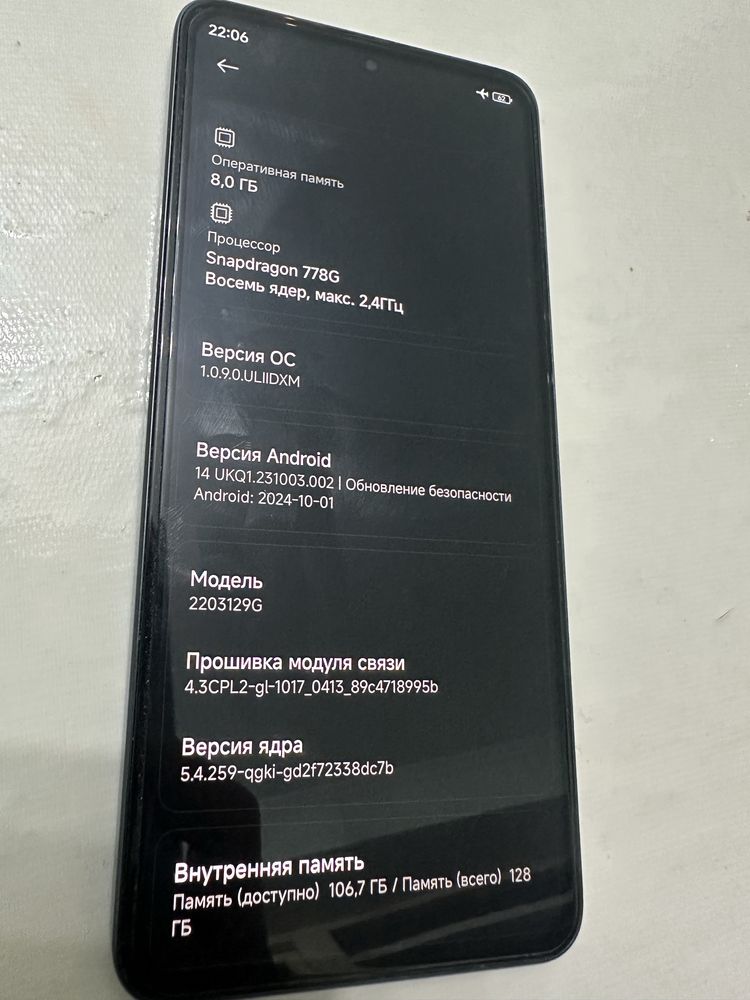 22:06
62
Оперативная память
8,0 ГБ
Процессор
Snapdragon 778G
Восемь ядер, макс. 2,4ГГц
Версия ОС
1.0.9.0.ULIIDXM
Версия Android
14 UKQ1.231003.002 | Обновление безопасности
Android: 2024-10-01
Модель
2203129G
Прошивка модуля связи
4.3CPL2-gl-1017_0413_89c4718995b
Версия ядра
5.4.259-qgki-gd2f72338dc7b
Внутренняя память
Память (доступно) 106,7 ГБ / Память (всего) 128
ГБ